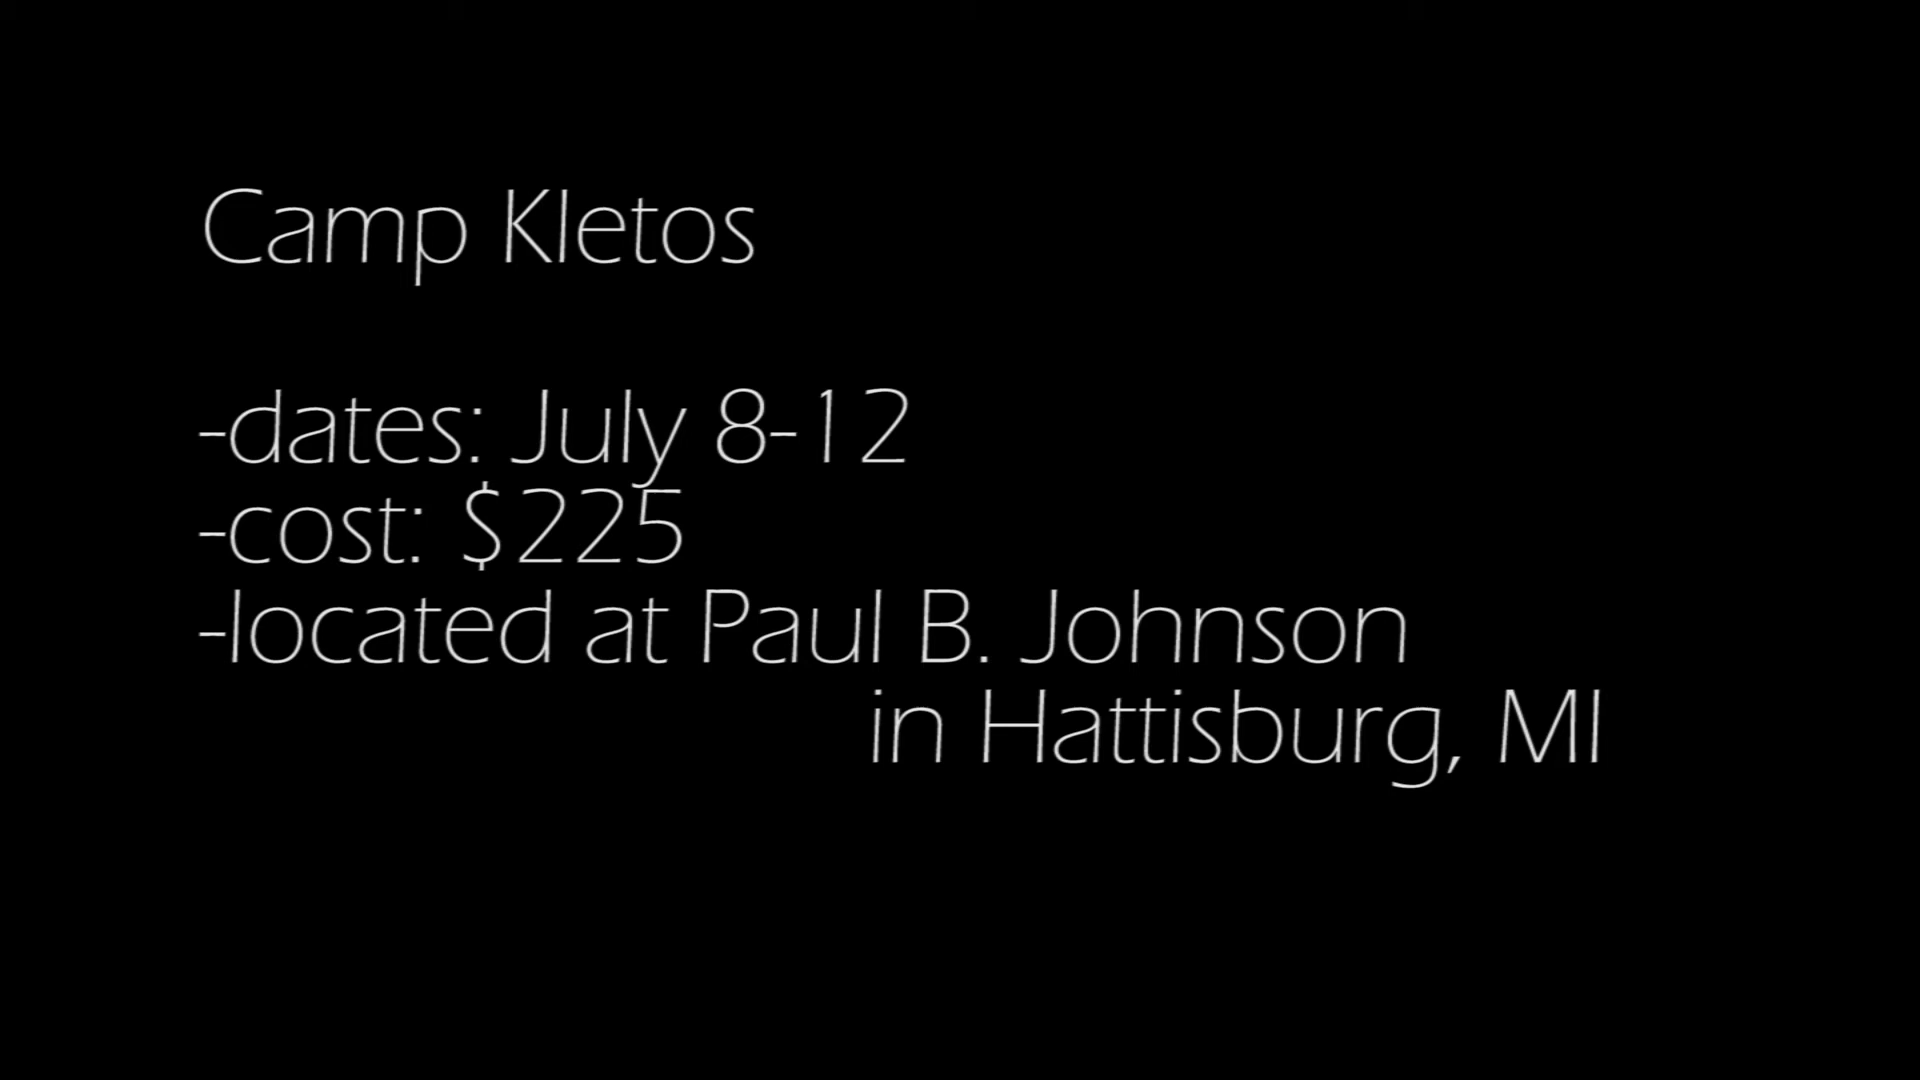 Camp Kletos
-dates: July 8-12
-cost: $225
-located at Paul B. Johnson
in Hattisburg, MI